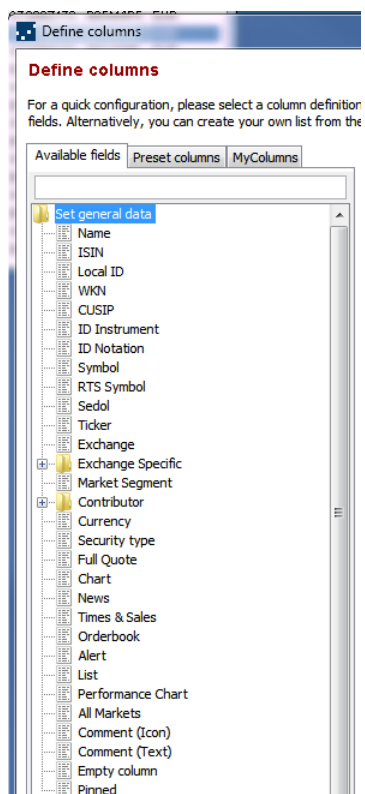 Define columns
Define columns
For a quick configuration, please select a column definition
fields. Alternatively, you can create your own list from the
Available fields Preset columns MyColumns
Set general data
Name
ISIN
Local ID
WKN
CUSIP
ID Instrument
ID Notation
Symbol
RTS Symbol
Sedol
Ticker
Exchange
Exchange Specific
Market Segment
Contributor
Currency
Security type
Full Quote
Chart
News
Times & Sales
Orderbook
Alert
List
Performance Chart
All Markets
Comment (Icon)
Comment (Text)
Empty column
Pinned